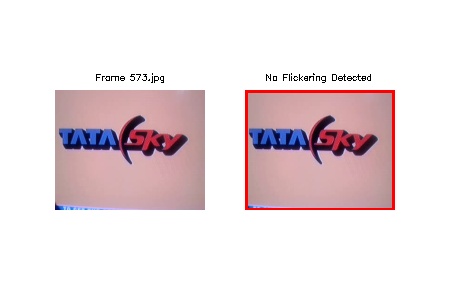 Frame 573.jpg
No Flickering Detected
TATA Sky
TATA Sky